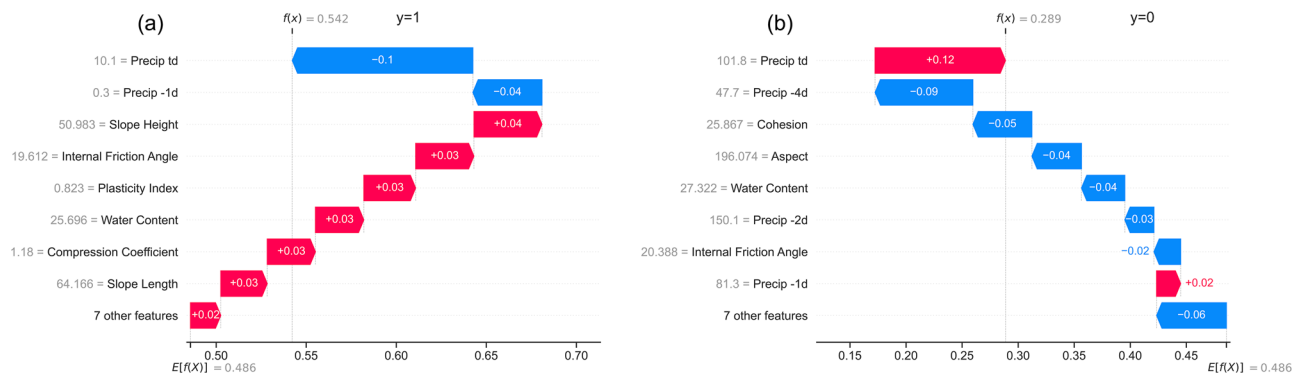 (a)
f(x) = 0.542
y=1
10.1 = Precip td
−0.1
0.3 = Precip -1d
−0.04
50.983 = Slope Height
+0.04
19.612 = Internal Friction Angle
+0.03
0.823 = Plasticity Index
+0.03
25.696 = Water Content
+0.03
1.18 = Compression Coefficient
+0.03
64.166 = Slope Length
+0.03
7 other features
+0.02
0.50 0.55 0.60 0.65 0.70
E[f(X)] = 0.486
(b)
f(x) = 0.289
y=0
101.8 = Precip td
+0.12
47.7 = Precip -4d
−0.09
25.867 = Cohesion
−0.05
196.074 = Aspect
−0.04
27.322 = Water Content
−0.04
150.1 = Precip -2d
−0.03
20.388 = Internal Friction Angle
−0.02
81.3 = Precip -1d
+0.02
7 other features
−0.06
0.15 0.20 0.25 0.30 0.35 0.40 0.45
E[f(X)] = 0.486